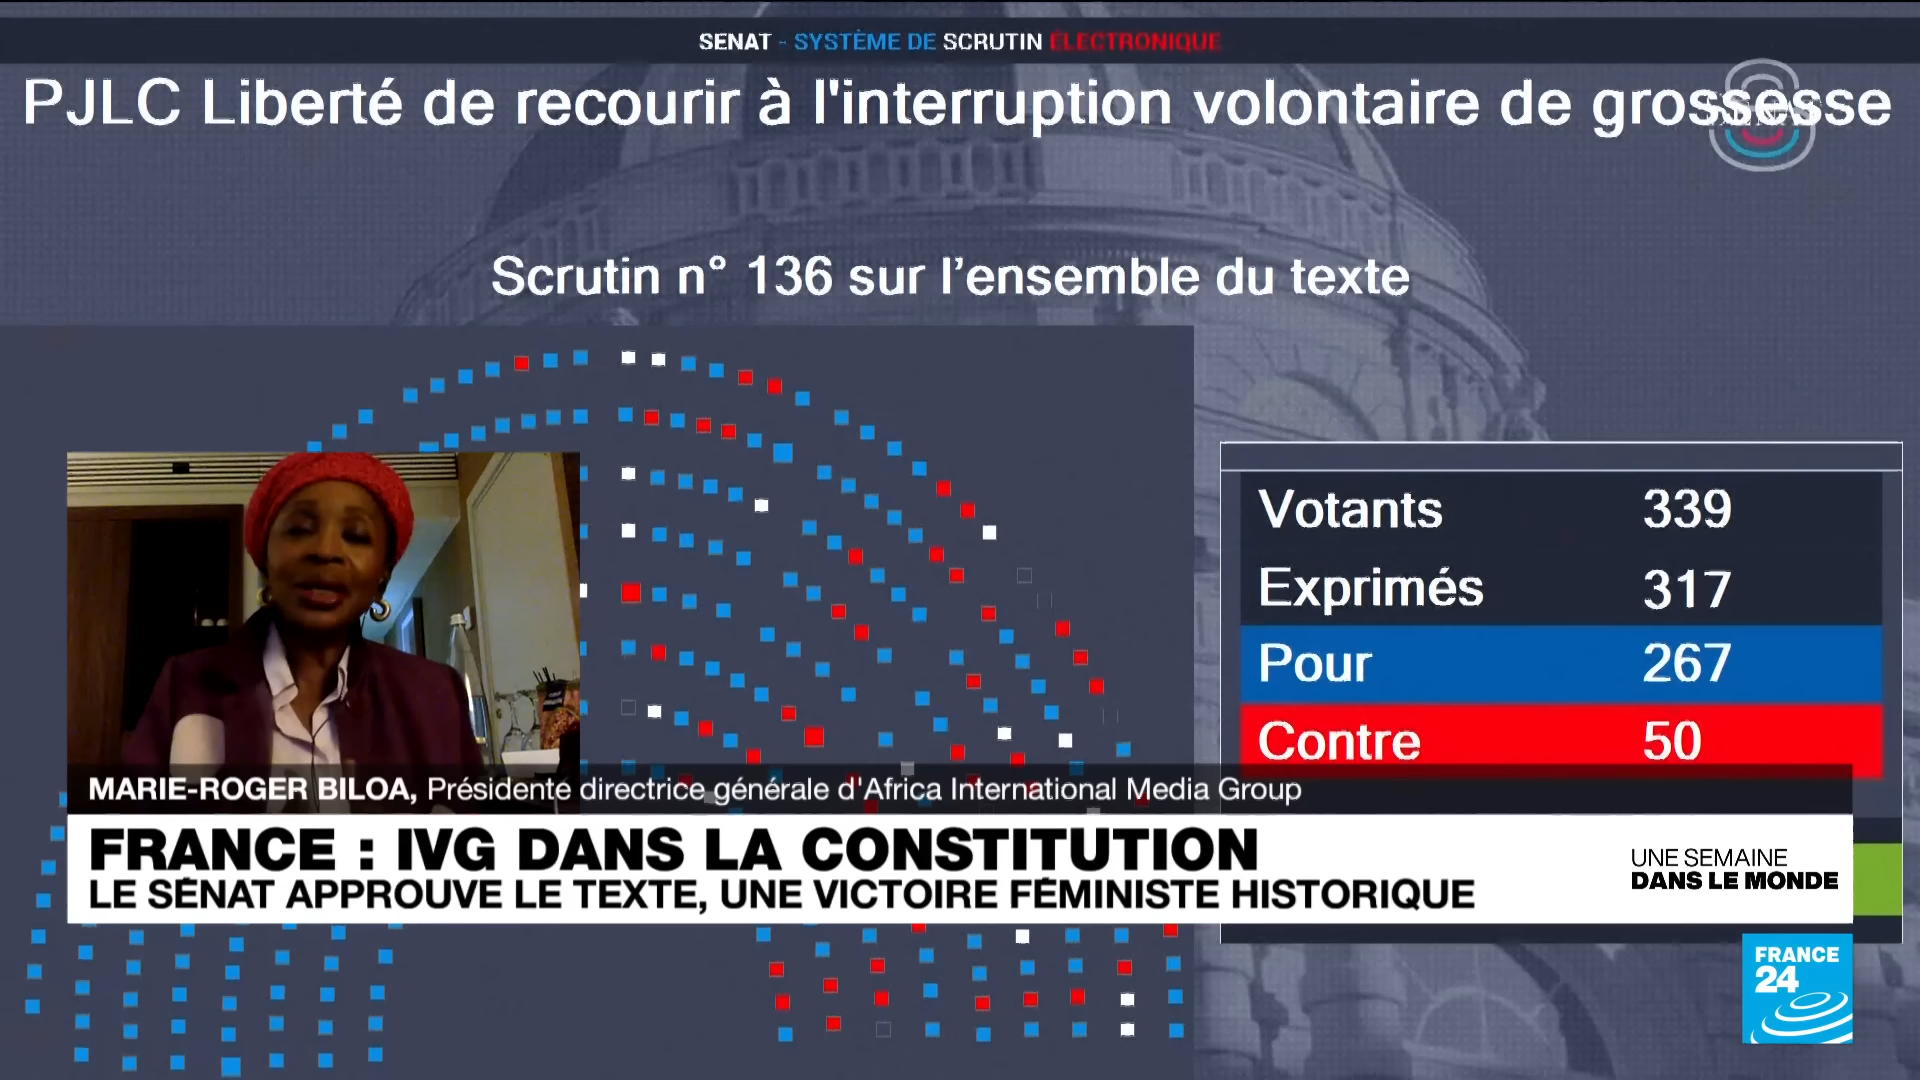 SENAT - SYSTÈME DE SCRUTIN ÉLECTRONIQUE
PJLC Liberté de recourir à l'interruption volontaire de grossesse
Scrutin n° 136 sur l’ensemble du texte
Votants 339
Exprimés 317
Pour 267
Contre 50
MARIE-ROGER BILOA, Présidente directrice générale d'Africa International Media Group
FRANCE : IVG DANS LA CONSTITUTION
LE SÉNAT APPROUVE LE TEXTE, UNE VICTOIRE FÉMINISTE HISTORIQUE
UNE SEMAINE
DANS LE MONDE
FRANCE
24